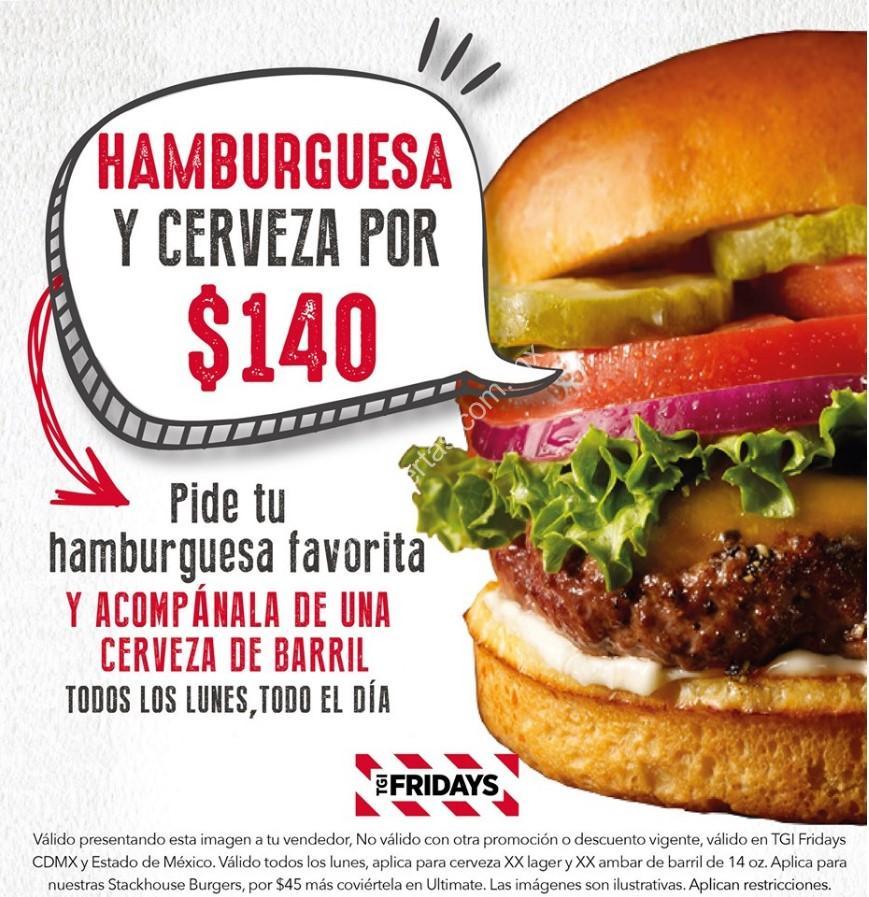 HAMBURGUESA
Y CERVEZA POR
$140
Pide tu
hamburguesa favorita
Y ACOMPÁNALA DE UNA
CERVEZA DE BARRIL
TODOS LOS LUNES, TODO EL DÍA
TGI FRIDAYS
Válido presentando esta imagen a tu vendedor, No válido con otra promoción o descuento vigente, válido en TGI Fridays
CDMX y Estado de México. Válido todos los lunes, aplica para cerveza XX lager y XX ambar de barril de 14 oz. Aplica para
nuestras Stackhouse Burgers, por $45 más coviértela en Ultimate. Las imágenes son ilustrativas. Aplican restricciones.